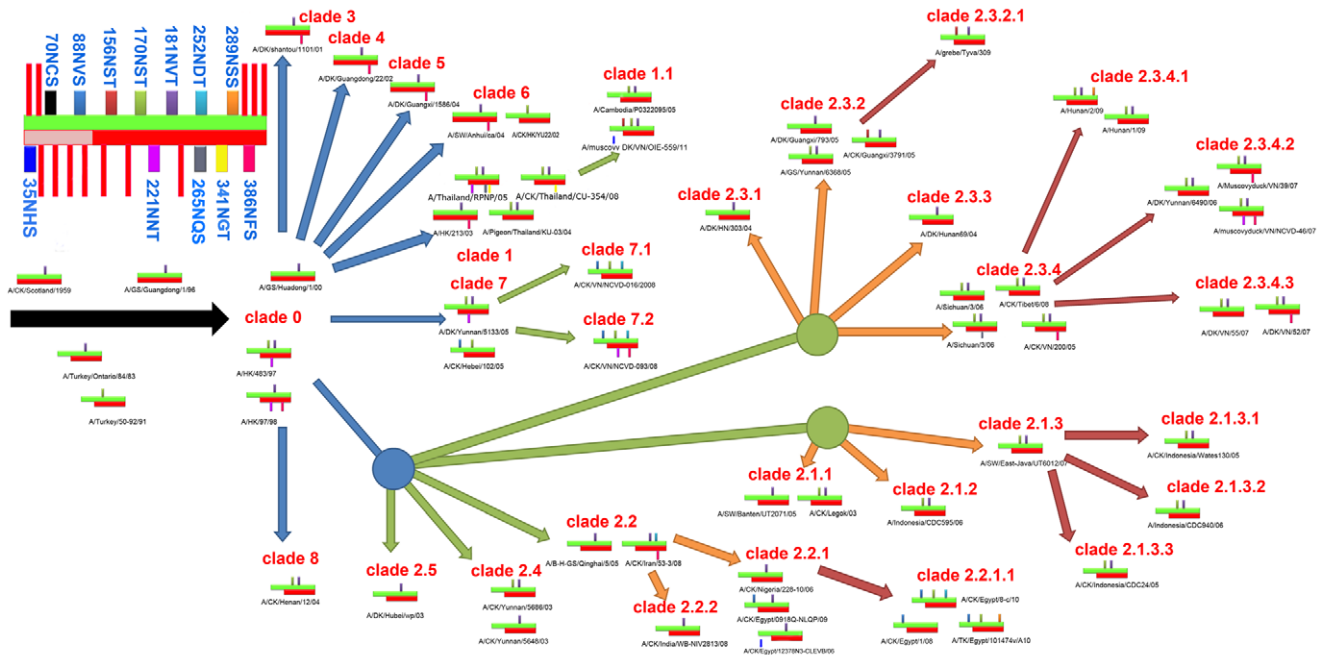 70NCS
88NVS
156NST
170NST
181NVT
252NDT
289NSS
35NHS
221NNT
265NQS
341NGT
386NFS
A/CK/Scotland/1959
A/GS/Guangdong/1/96
A/Turkey/Ontario/84/83
A/Turkey/50-92/91
clade 0
A/HK/483/97
A/HK/97/98
clade 3
A/DK/shantou/1101/01
clade 4
A/DK/Guangdong/22/02
clade 5
A/DK/Guangxi/1586/04
clade 6
A/SW/Anhui/ca/04
A/CK/HK/YU22/02
A/GS/Huadong/1/00
clade 1.1
A/Cambodia/P0322095/05
A/muscovy DK/VN/OIE-559/11
A/Thailand/RPNP/05
A/CK/Thailand/CU-354/08
A/HK/213/03
A/Pigeon/Thailand/KU-03/04
clade 1
clade 7
A/DK/Yunnan/5133/05
A/CK/Hebei/102/05
clade 7.1
A/CK/VN/NCVD-016/2008
clade 7.2
A/CK/VN/NCVD-093/08
clade 8
A/CK/Henan/12/04
clade 2.5
A/DK/Hubei/wp/03
clade 2.4
A/CK/Yunnan/5686/03
A/CK/Yunnan/5648/03
clade 2.2
A/B-H-GS/Qinghai/5/05
A/CK/Iran/53-3/08
clade 2.2.2
A/CK/India/WB-NIV2813/08
clade 2.2.1
A/CK/Nigeria/228-10/06
A/CK/Egypt/0918Q-NLQP/09
A/CK/Egypt/12378N3-CLEVB/06
clade 2.2.1.1
A/CK/Egypt/8-c/10
A/CK/Egypt/1/08
A/TK/Egypt/101474v/A10
clade 2.1.1
A/SW/Banten/UT2071/05
A/CK/Legok/03
clade 2.1.2
A/Indonesia/CDC595/06
clade 2.1.3
A/SW/East-Java/UT6012/07
clade 2.1.3.1
A/CK/Indonesia/Wates130/05
clade 2.1.3.2
A/Indonesia/CDC940/06
clade 2.1.3.3
A/CK/Indonesia/CDC24/05
clade 2.3.1
A/DK/HN/303/04
clade 2.3.2
A/DK/Guangxi/793/05
A/GS/Yunnan/6368/05
A/CK/Guangxi/3791/05
clade 2.3.2.1
A/grebe/Tyva/309
clade 2.3.3
A/DK/Hunan69/04
clade 2.3.4
A/Sichuan/3/06
A/CK/Tibet/6/08
A/Sichuan/3/06
A/CK/VN/200/05
clade 2.3.4.1
A/Hunan/2/09
A/Hunan/1/09
clade 2.3.4.2
A/Muscovyduck/VN/39/07
A/DK/Yunnan/6490/06
A/muscovyduck/VN/NCVD-46/07
clade 2.3.4.3
A/DK/VN/55/07
A/DK/VN/52/07